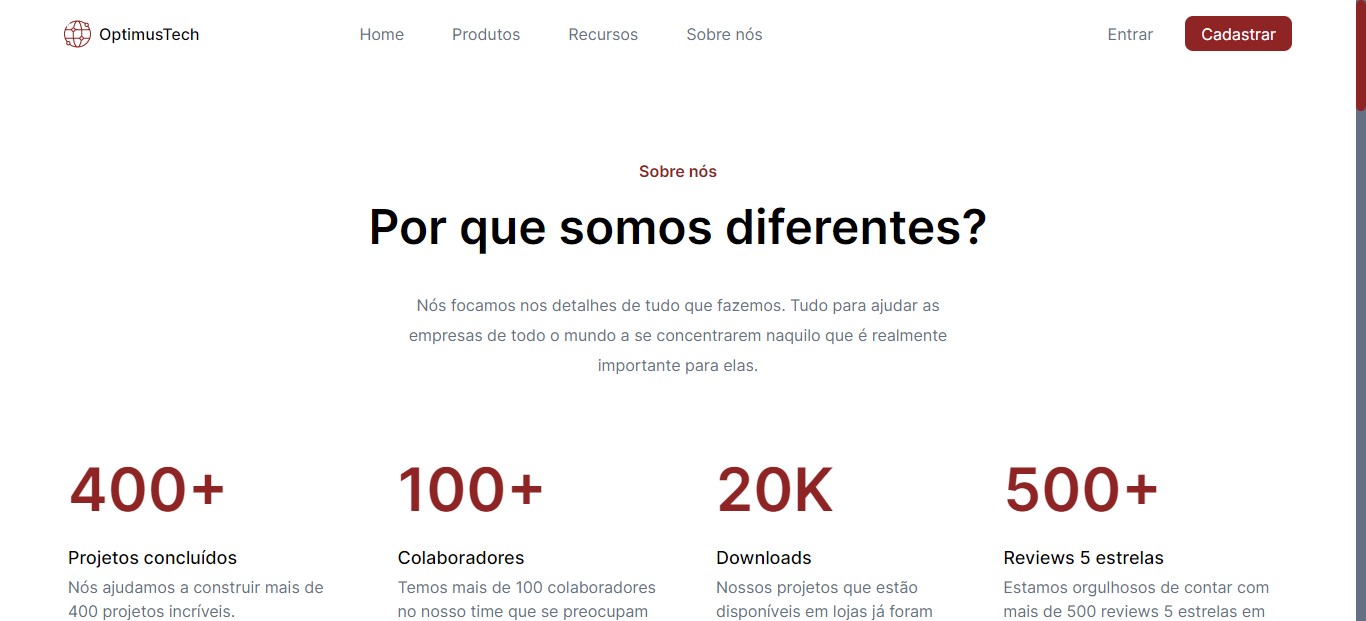 OptimusTech Home Produtos Recursos Sobre nós Entrar Cadastrar
Sobre nós
Por que somos diferentes?
Nós focamos nos detalhes de tudo que fazemos. Tudo para ajudar as
empresas de todo o mundo a se concentrarem naquilo que é realmente
importante para elas.
400+
Projetos concluídos
Nós ajudamos a construir mais de
400 projetos incríveis.
100+
Colaboradores
Temos mais de 100 colaboradores
no nosso time que se preocupam
20K
Downloads
Nossos projetos que estão
disponíveis em lojas já foram
500+
Reviews 5 estrelas
Estamos orgulhosos de contar com
mais de 500 reviews 5 estrelas em